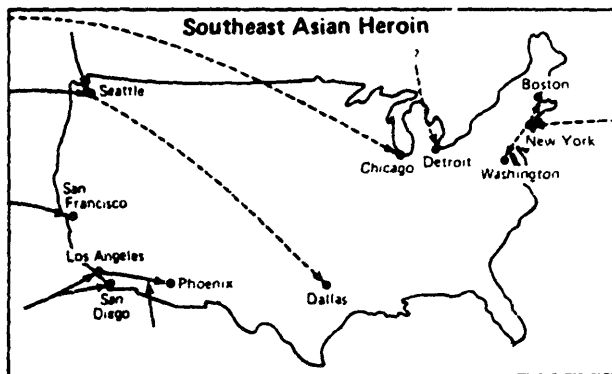 Southeast Asian Heroin
?
Seattle
Boston
New York
Chicago
Detroit
Washington
San
Francisco
Los Angeles
Phoenix
San
Diego
Dallas